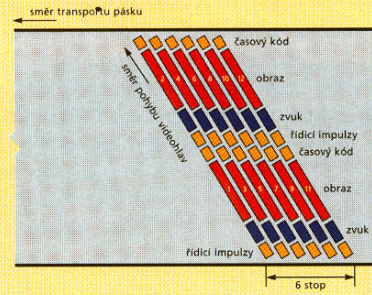 směr transportu pásku
časový kód
2 4 6 8 10 12
obraz
směr pohybu videohlav
zvuk
řídicí impulzy
časový kód
1 3 5 7 9 11
obraz
zvuk
řídicí impulzy
6 stop